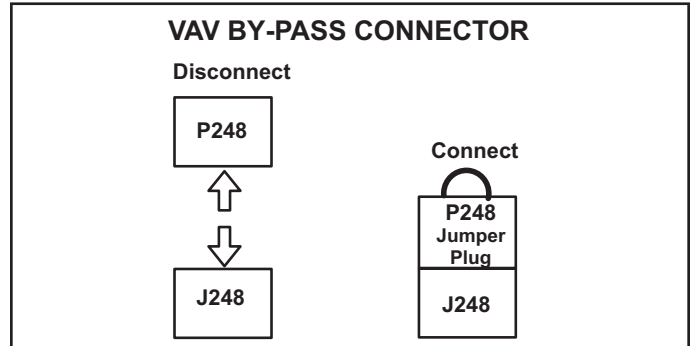 VAV BY-PASS CONNECTOR
Disconnect
P248
J248
Connect
P248
Jumper
Plug
J248